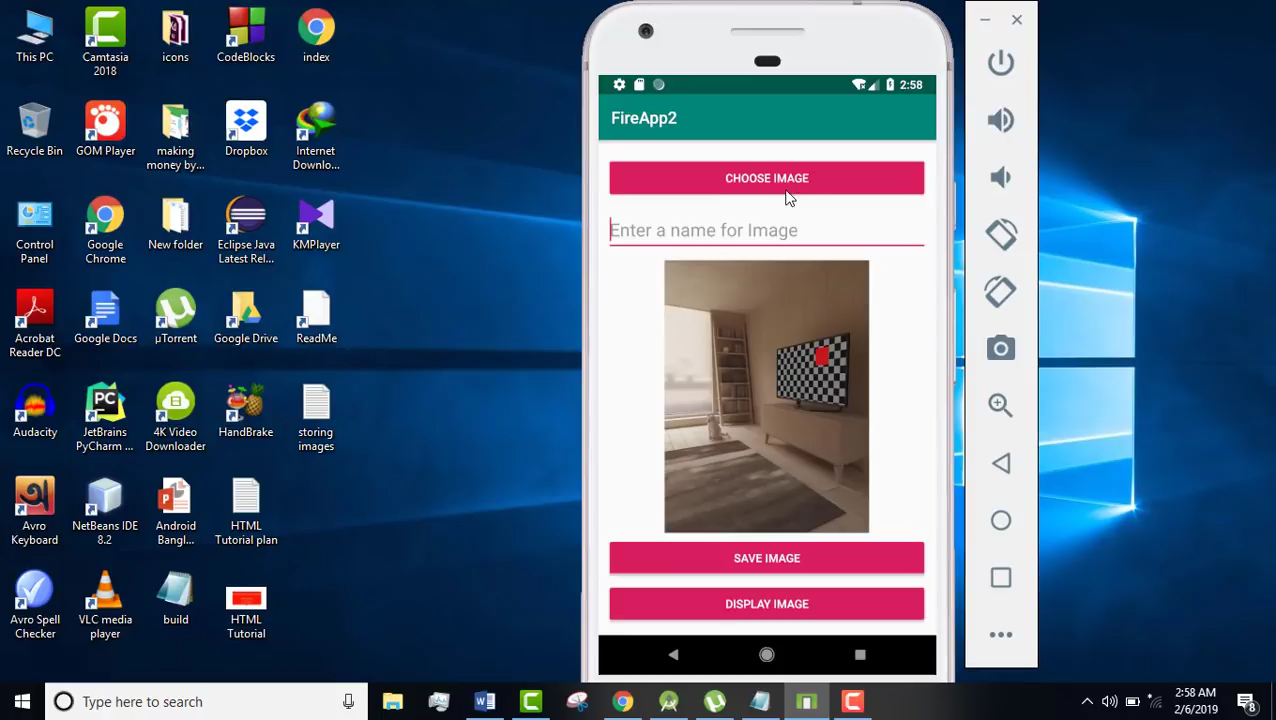 This PC
Camtasia
2018
icons
CodeBlocks
index
Recycle Bin
GOM Player
making
money by...
Dropbox
Internet
Downlo...
Control
Panel
Google
Chrome
New folder
Eclipse Java
Latest Rel...
KMPlayer
Acrobat
Reader DC
Google Docs
µTorrent
Google Drive
ReadMe
Audacity
JetBrains
PyCharm ...
4K Video
Downloader
HandBrake
storing
images
Avro
Keyboard
NetBeans IDE
8.2
Android
Bangl...
HTML
Tutorial plan
Avro Spell
Checker
VLC media
player
build
HTML
Tutorial
2:58
FireApp2
CHOOSE IMAGE
Enter a name for Image
SAVE IMAGE
DISPLAY IMAGE
Type here to search
2:58 AM
2/6/2019
8